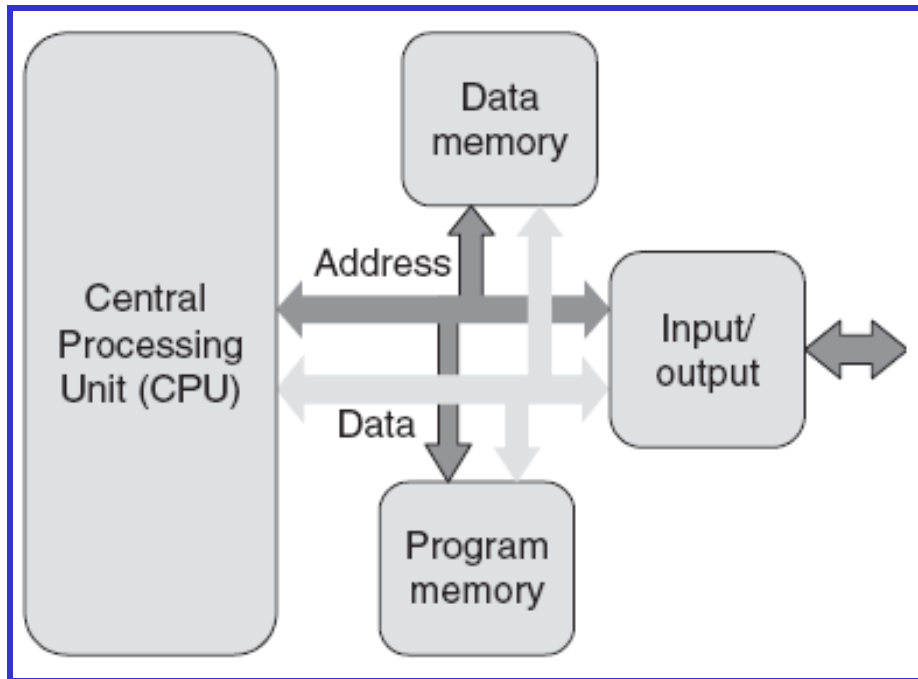 Data
memory
Address
Central
Processing
Unit (CPU)
Input/
output
Data
Program
memory